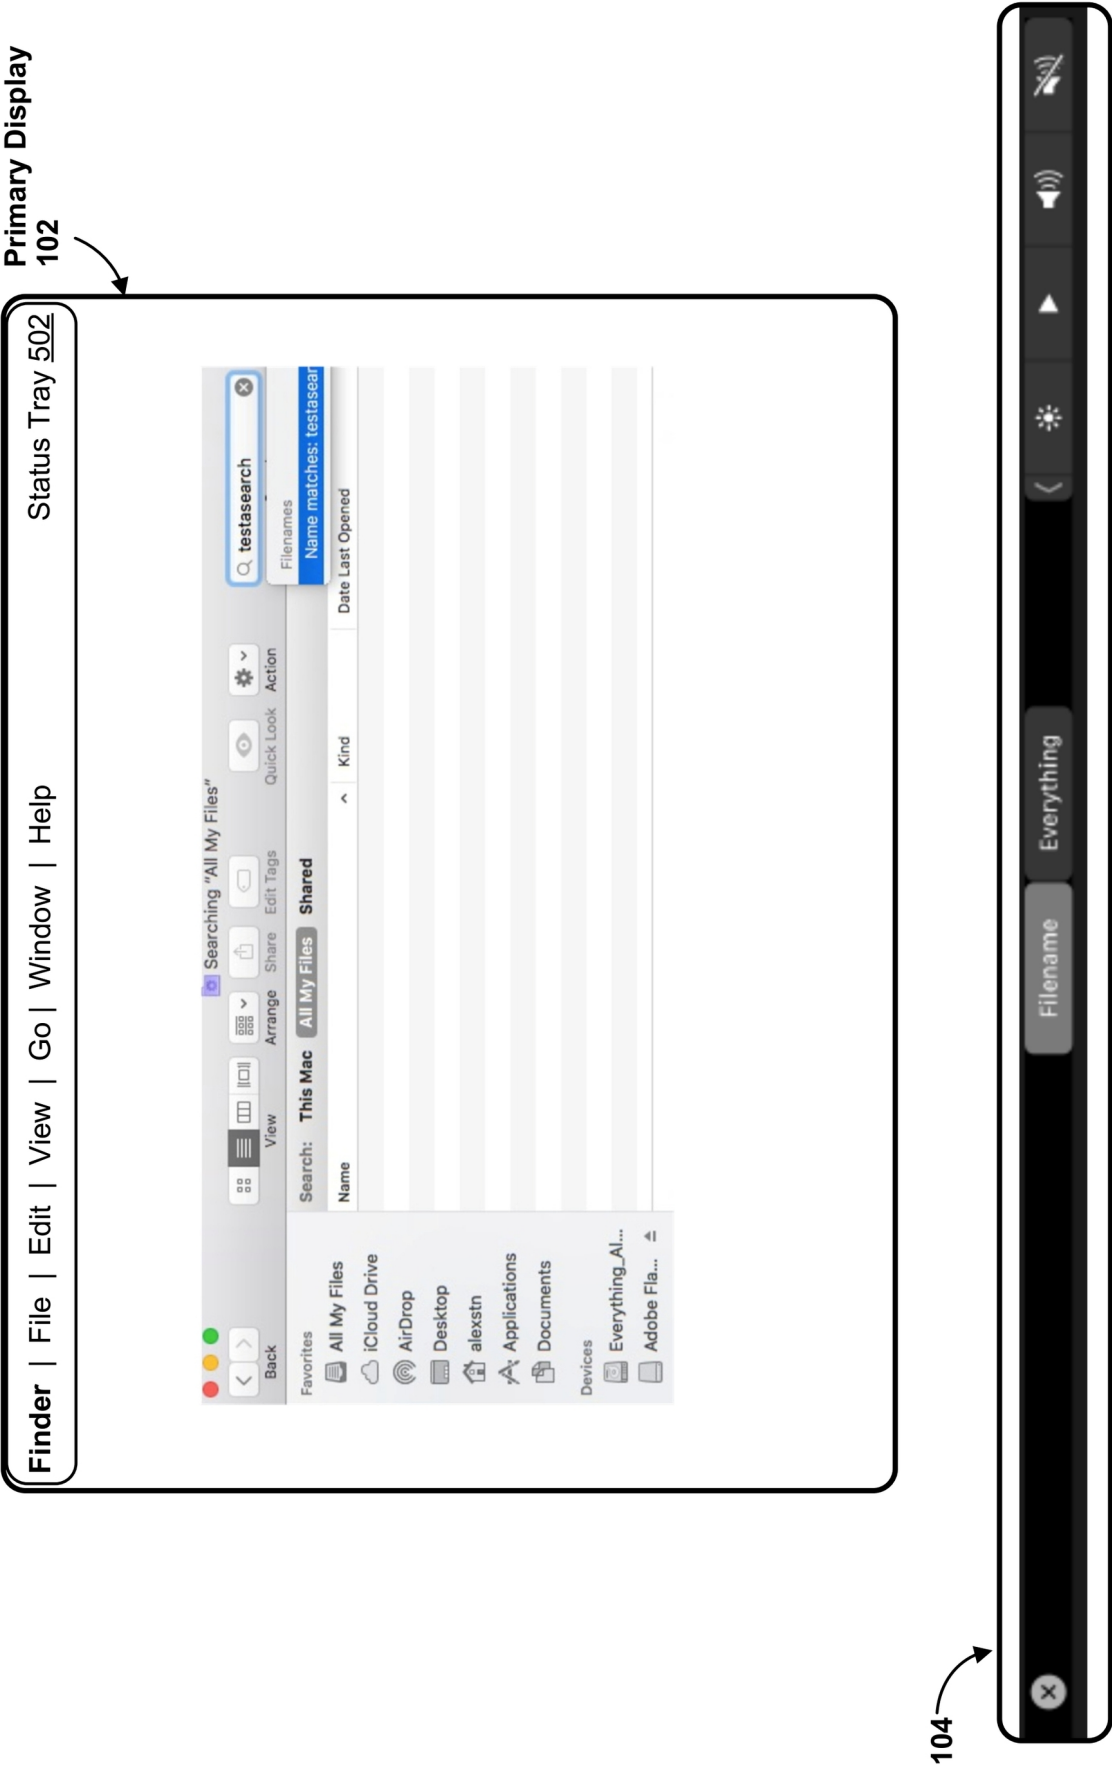 Primary Display
102
Finder | File | Edit | View | Go | Window | Help
Status Tray 502
Searching "All My Files"
testasearch
Back
View
Arrange
Share
Edit Tags
Quick Look
Action
Filenames
Name matches: testasear
Search: This Mac All My Files Shared
Name
Kind
Date Last Opened
Favorites
All My Files
iCloud Drive
AirDrop
Desktop
alexstn
Applications
Documents
Devices
Everything_Al...
Adobe Fla...
104
Filename
Everything